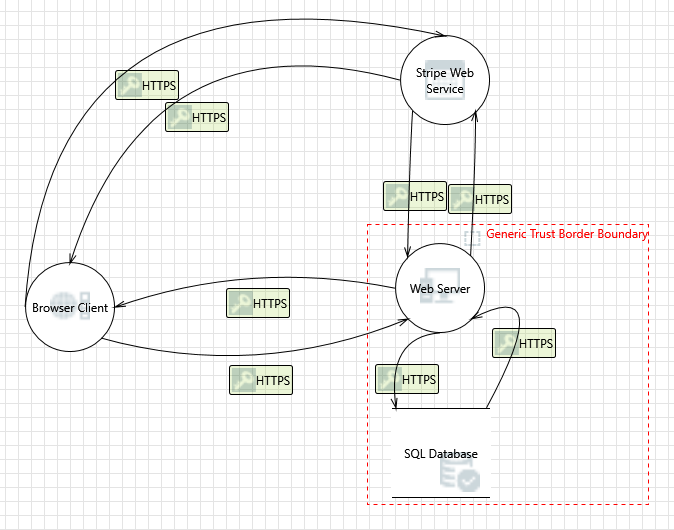 HTTPS
HTTPS
Stripe Web
Service
HTTPS
HTTPS
Generic Trust Border Boundary
Browser Client
Web Server
HTTPS
HTTPS
HTTPS
HTTPS
SQL Database